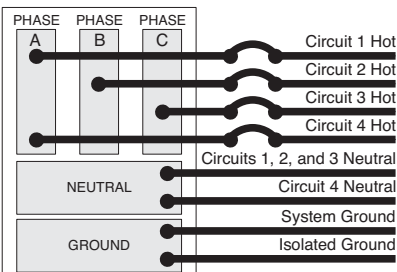 PHASE PHASE PHASE
A B C
Circuit 1 Hot
Circuit 2 Hot
Circuit 3 Hot
Circuit 4 Hot
Circuits 1, 2, and 3 Neutral
NEUTRAL
Circuit 4 Neutral
System Ground
GROUND
Isolated Ground